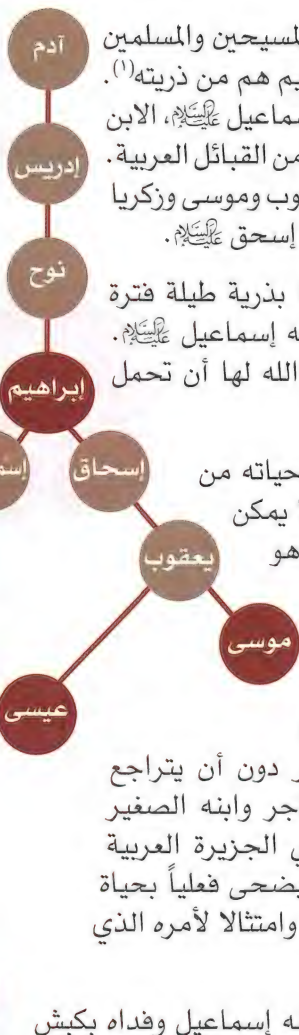 لمسيحين والمسلمين
يم هم من ذريته(١).
سماعيل عليه السلام، الابن
من القبائل العربية.
وب وموسى وزكريا
إسحق عليه السلام.
بذرية طيلة فترة
ه إسماعيل عليه السلام.
الله لها أن تحمل
حياته من
يمكن
هو
دون أن يتراجع
جر وابنه الصغير
ي الجزيرة العربية
يضحى فعلياً بحياة
وامتثالا لأمره الذي
ه إسماعيل وفداه بكبش
آدم
إدريس
نوح
إبراهيم
إسحاق
يعقوب
موسى
عيسى